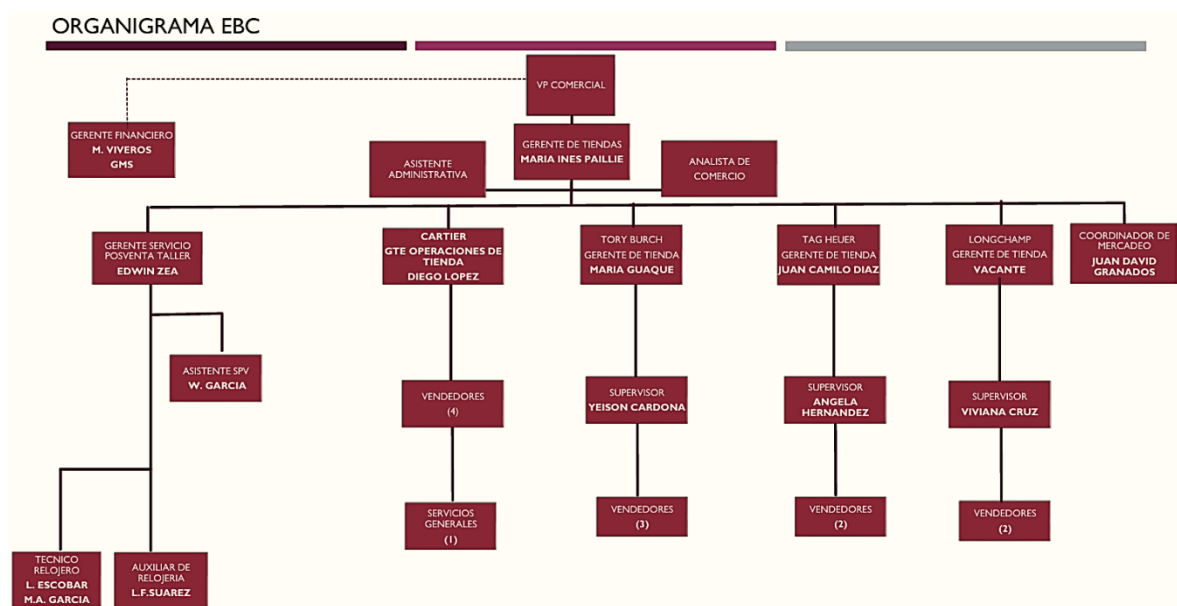 ORGANIGRAMA EBC
VP COMERCIAL
GERENTE FINANCIERO
M. VIVEROS
GMS
GERENTE DE TIENDAS
MARIA INES PAILLIE
ASISTENTE
ADMINISTRATIVA
ANALISTA DE
COMERCIO
GERENTE SERVICIO
POSVENTA TALLER
EDWIN ZEA
CARTIER
GTE OPERACIONES DE
TIENDA
DIEGO LOPEZ
TORY BURCH
GERENTE DE TIENDA
MARIA GUAQUE
TAG HEUER
GERENTE DE TIENDA
JUAN CAMILO DIAZ
LONGCHAMP
GERENTE DE TIENDA
VACANTE
COORDINADOR DE
MERCADEO
JUAN DAVID
GRANADOS
ASISTENTE SPV
W. GARCIA
VENDEDORES
(4)
SUPERVISOR
YEISON CARDONA
SUPERVISOR
ANGELA
HERNANDEZ
SUPERVISOR
VIVIANA CRUZ
SERVICIOS
GENERALES
(1)
VENDEDORES
(3)
VENDEDORES
(2)
VENDEDORES
(2)
TECNICO
RELOJERO
L. ESCOBAR
M.A. GARCIA
AUXILIAR DE
RELOJERIA
L.F.SUAREZ